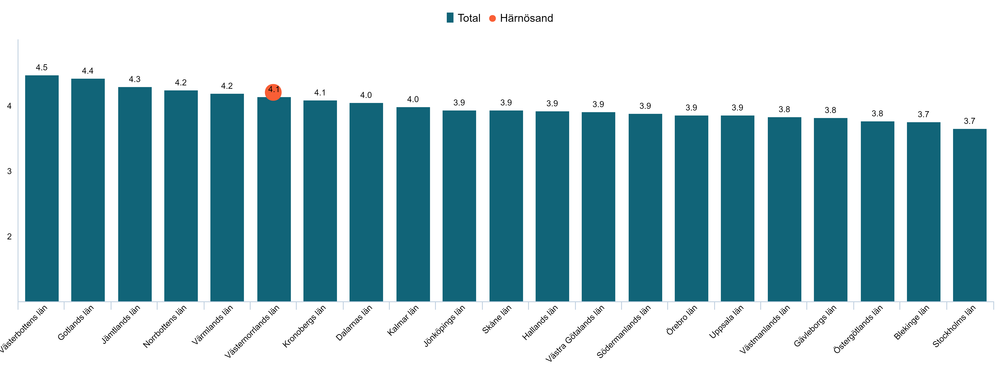 Total Härnösand
4.5 4.4 4.3 4.2 4.2 4.1 4.1 4.0 4.0 3.9 3.9 3.9 3.9 3.9 3.9 3.9 3.8 3.8 3.8 3.7 3.7
4
3
2
Västerbottens län
Gotlands län
Jämtlands län
Norrbottens län
Värmlands län
Västernorrlands län
Kronobergs län
Dalarnas län
Kalmar län
Jönköpings län
Skåne län
Hallands län
Västra Götalands län
Södermanlands län
Örebro län
Uppsala län
Västmanlands län
Gävleborgs län
Östergötlands län
Blekinge län
Stockholms län